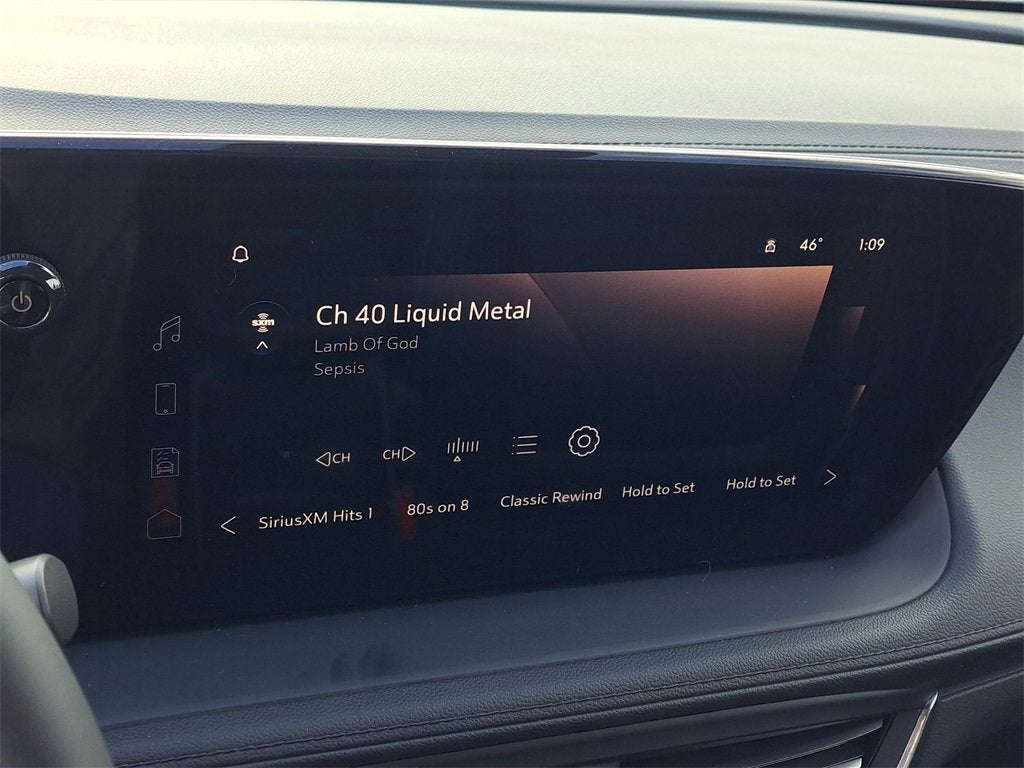 46° 1:09
sxm
Ch 40 Liquid Metal
Lamb Of God
Sepsis
CH CH
SiriusXM Hits 1 80s on 8 Classic Rewind Hold to Set Hold to Set